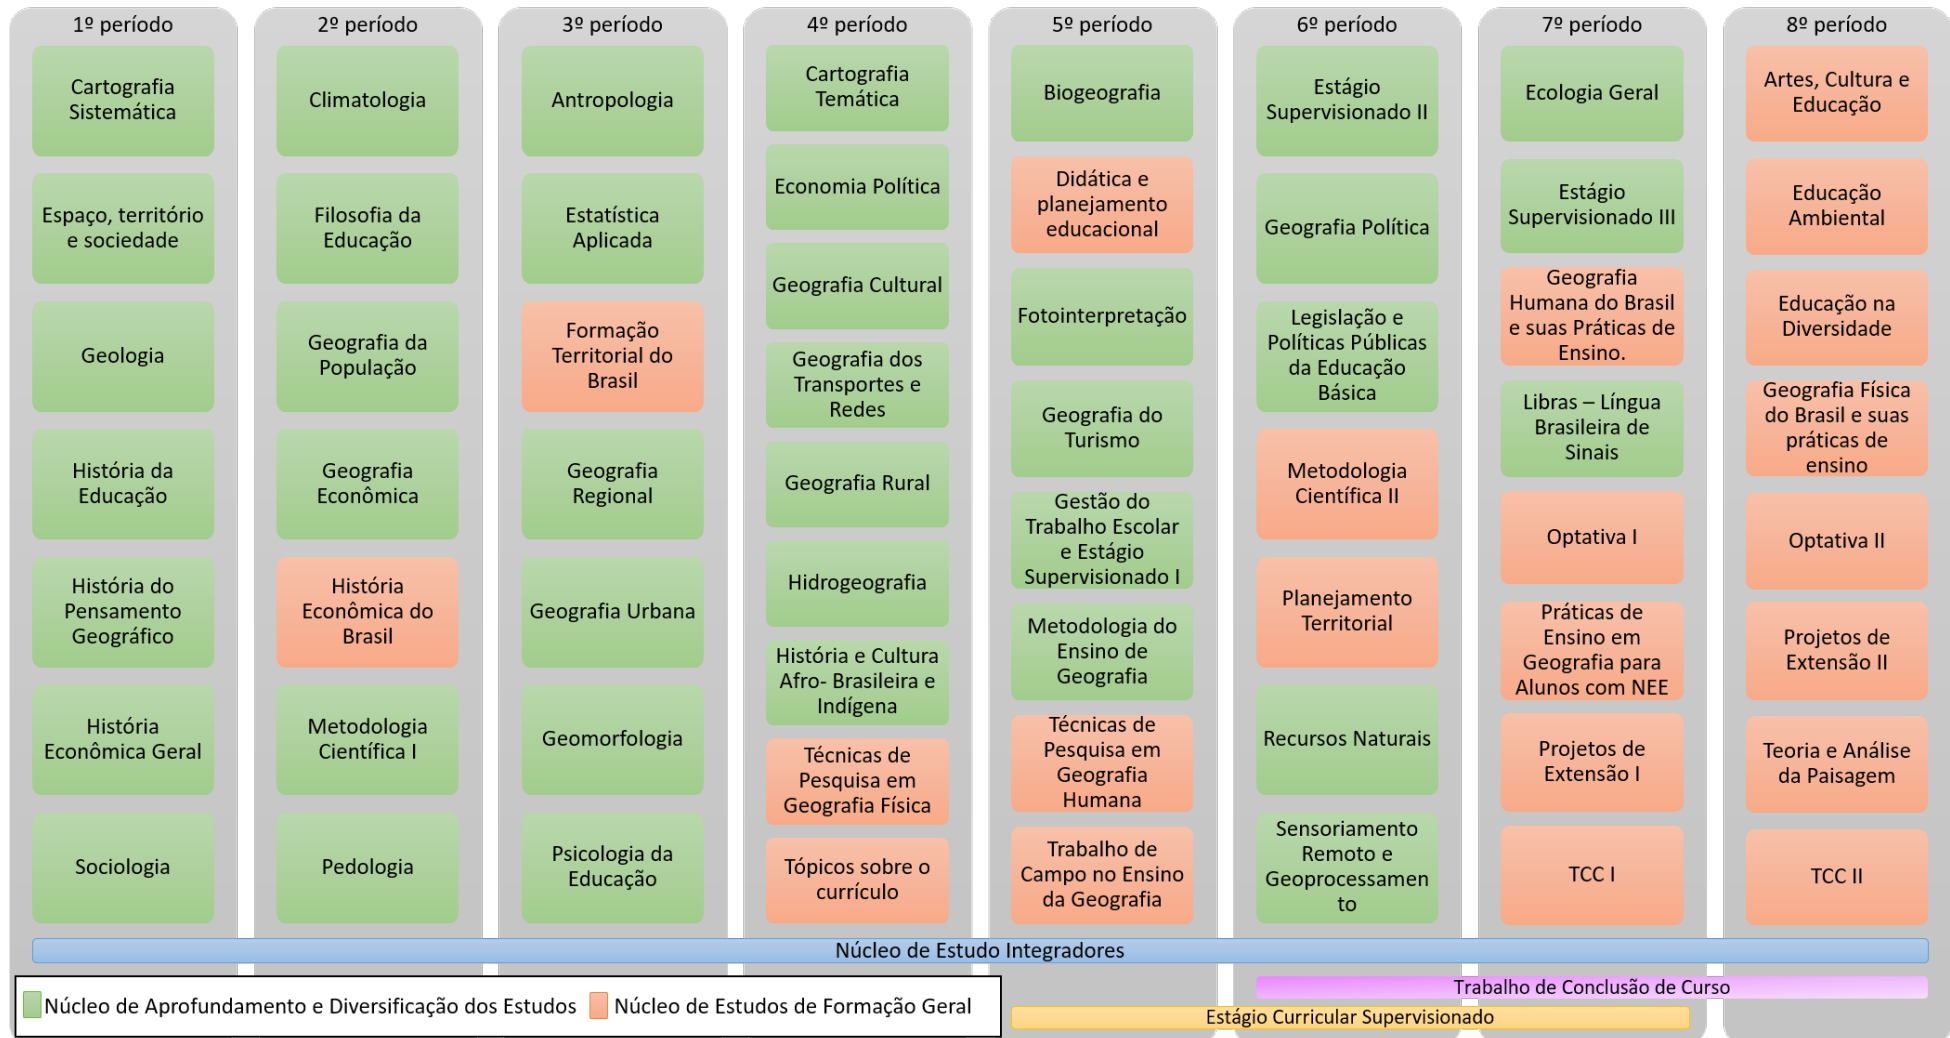 1º período
Cartografia
Sistemática
Espaço, território
e sociedade
Geologia
História da
Educação
História do
Pensamento
Geográfico
História
Econômica Geral
Sociologia
2º período
Climatologia
Filosofia da
Educação
Geografia da
População
Geografia
Econômica
História
Econômica do
Brasil
Metodologia
Científica I
Pedologia
3º período
Antropologia
Estatística
Aplicada
Formação
Territorial do
Brasil
Geografia
Regional
Geografia Urbana
Geomorfologia
Psicologia da
Educação
4º período
Cartografia
Temática
Economia Política
Geografia Cultural
Geografia dos
Transportes e
Redes
Geografia Rural
Hidrogeografia
História e Cultura
Afro- Brasileira e
Indígena
Técnicas de
Pesquisa em
Geografia Física
Tópicos sobre o
currículo
5º período
Biogeografia
Didática e
planejamento
educacional
Fotointerpretação
Geografia do
Turismo
Gestão do
Trabalho Escolar
e Estágio
Supervisionado I
Metodologia do
Ensino de
Geografia
Técnicas de
Pesquisa em
Geografia
Humana
Trabalho de
Campo no Ensino
da Geografia
6º período
Estágio
Supervisionado II
Geografia Política
Legislação e
Políticas Públicas
da Educação
Básica
Metodologia
Científica II
Planejamento
Territorial
Recursos Naturais
Sensoriamento
Remoto e
Geoprocessamen
to
7º período
Ecologia Geral
Estágio
Supervisionado III
Geografia
Humana do Brasil
e suas Práticas de
Ensino.
Libras – Língua
Brasileira de
Sinais
Optativa I
Práticas de
Ensino em
Geografia para
Alunos com NEE
Projetos de
Extensão I
TCC I
8º período
Artes, Cultura e
Educação
Educação
Ambiental
Educação na
Diversidade
Geografia Física
do Brasil e suas
práticas de
ensino
Optativa II
Projetos de
Extensão II
Teoria e Análise
da Paisagem
TCC II
Núcleo de Estudo Integradores
Trabalho de Conclusão de Curso
Estágio Curricular Supervisionado
Núcleo de Aprofundamento e Diversificação dos Estudos
Núcleo de Estudos de Formação Geral